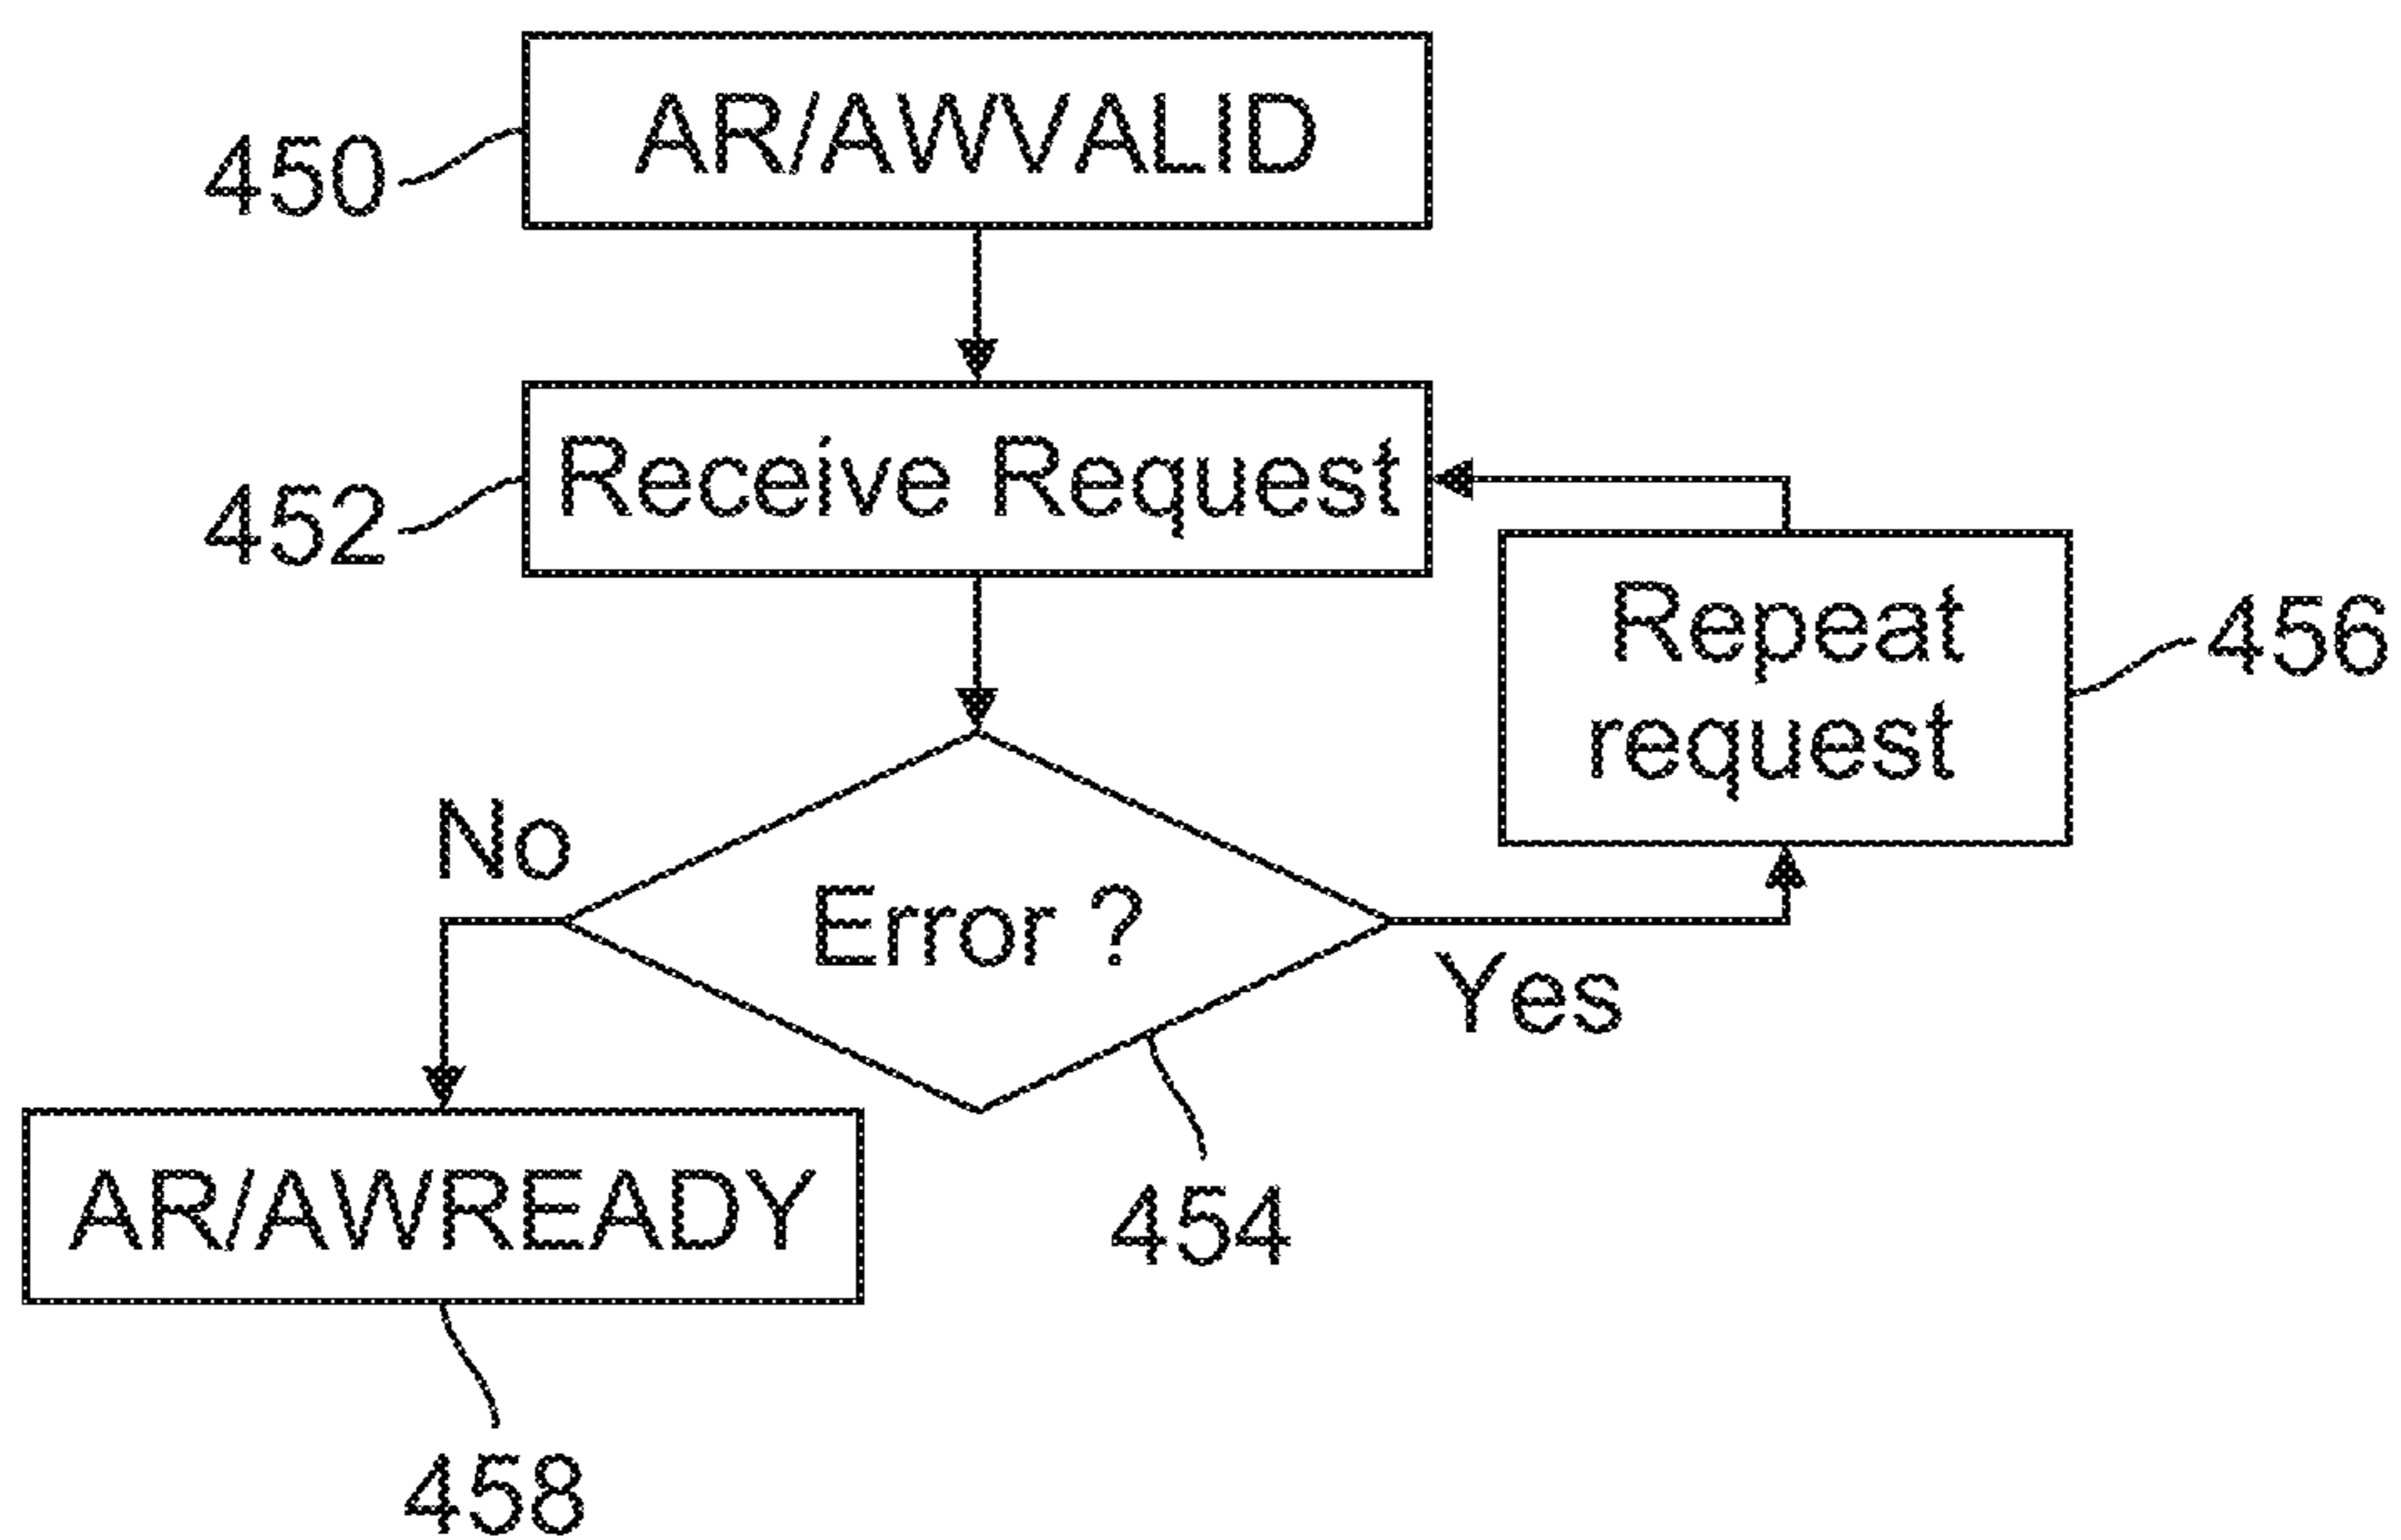 AR/AWVALID
450
Receive Request
452
Repeat
request
456
No
Error ?
Yes
AR/AWREADY
454
458